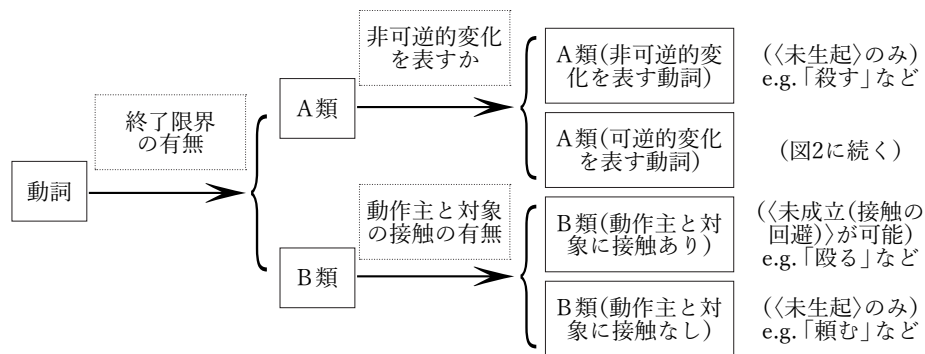 動詞
終了限界
の有無
A類
非可逆的変化
を表すか
A類(非可逆的変
化を表す動詞)
(〈未生起〉のみ)
e.g.「殺す」など
A類(可逆的変化
を表す動詞)
(図2に続く)
B類
動作主と対象
の接触の有無
B類(動作主と対
象に接触あり)
(〈未成立(接触の
回避)〉が可能)
e.g.「殴る」など
B類(動作主と対
象に接触なし)
(〈未生起〉のみ)
e.g.「頼む」など